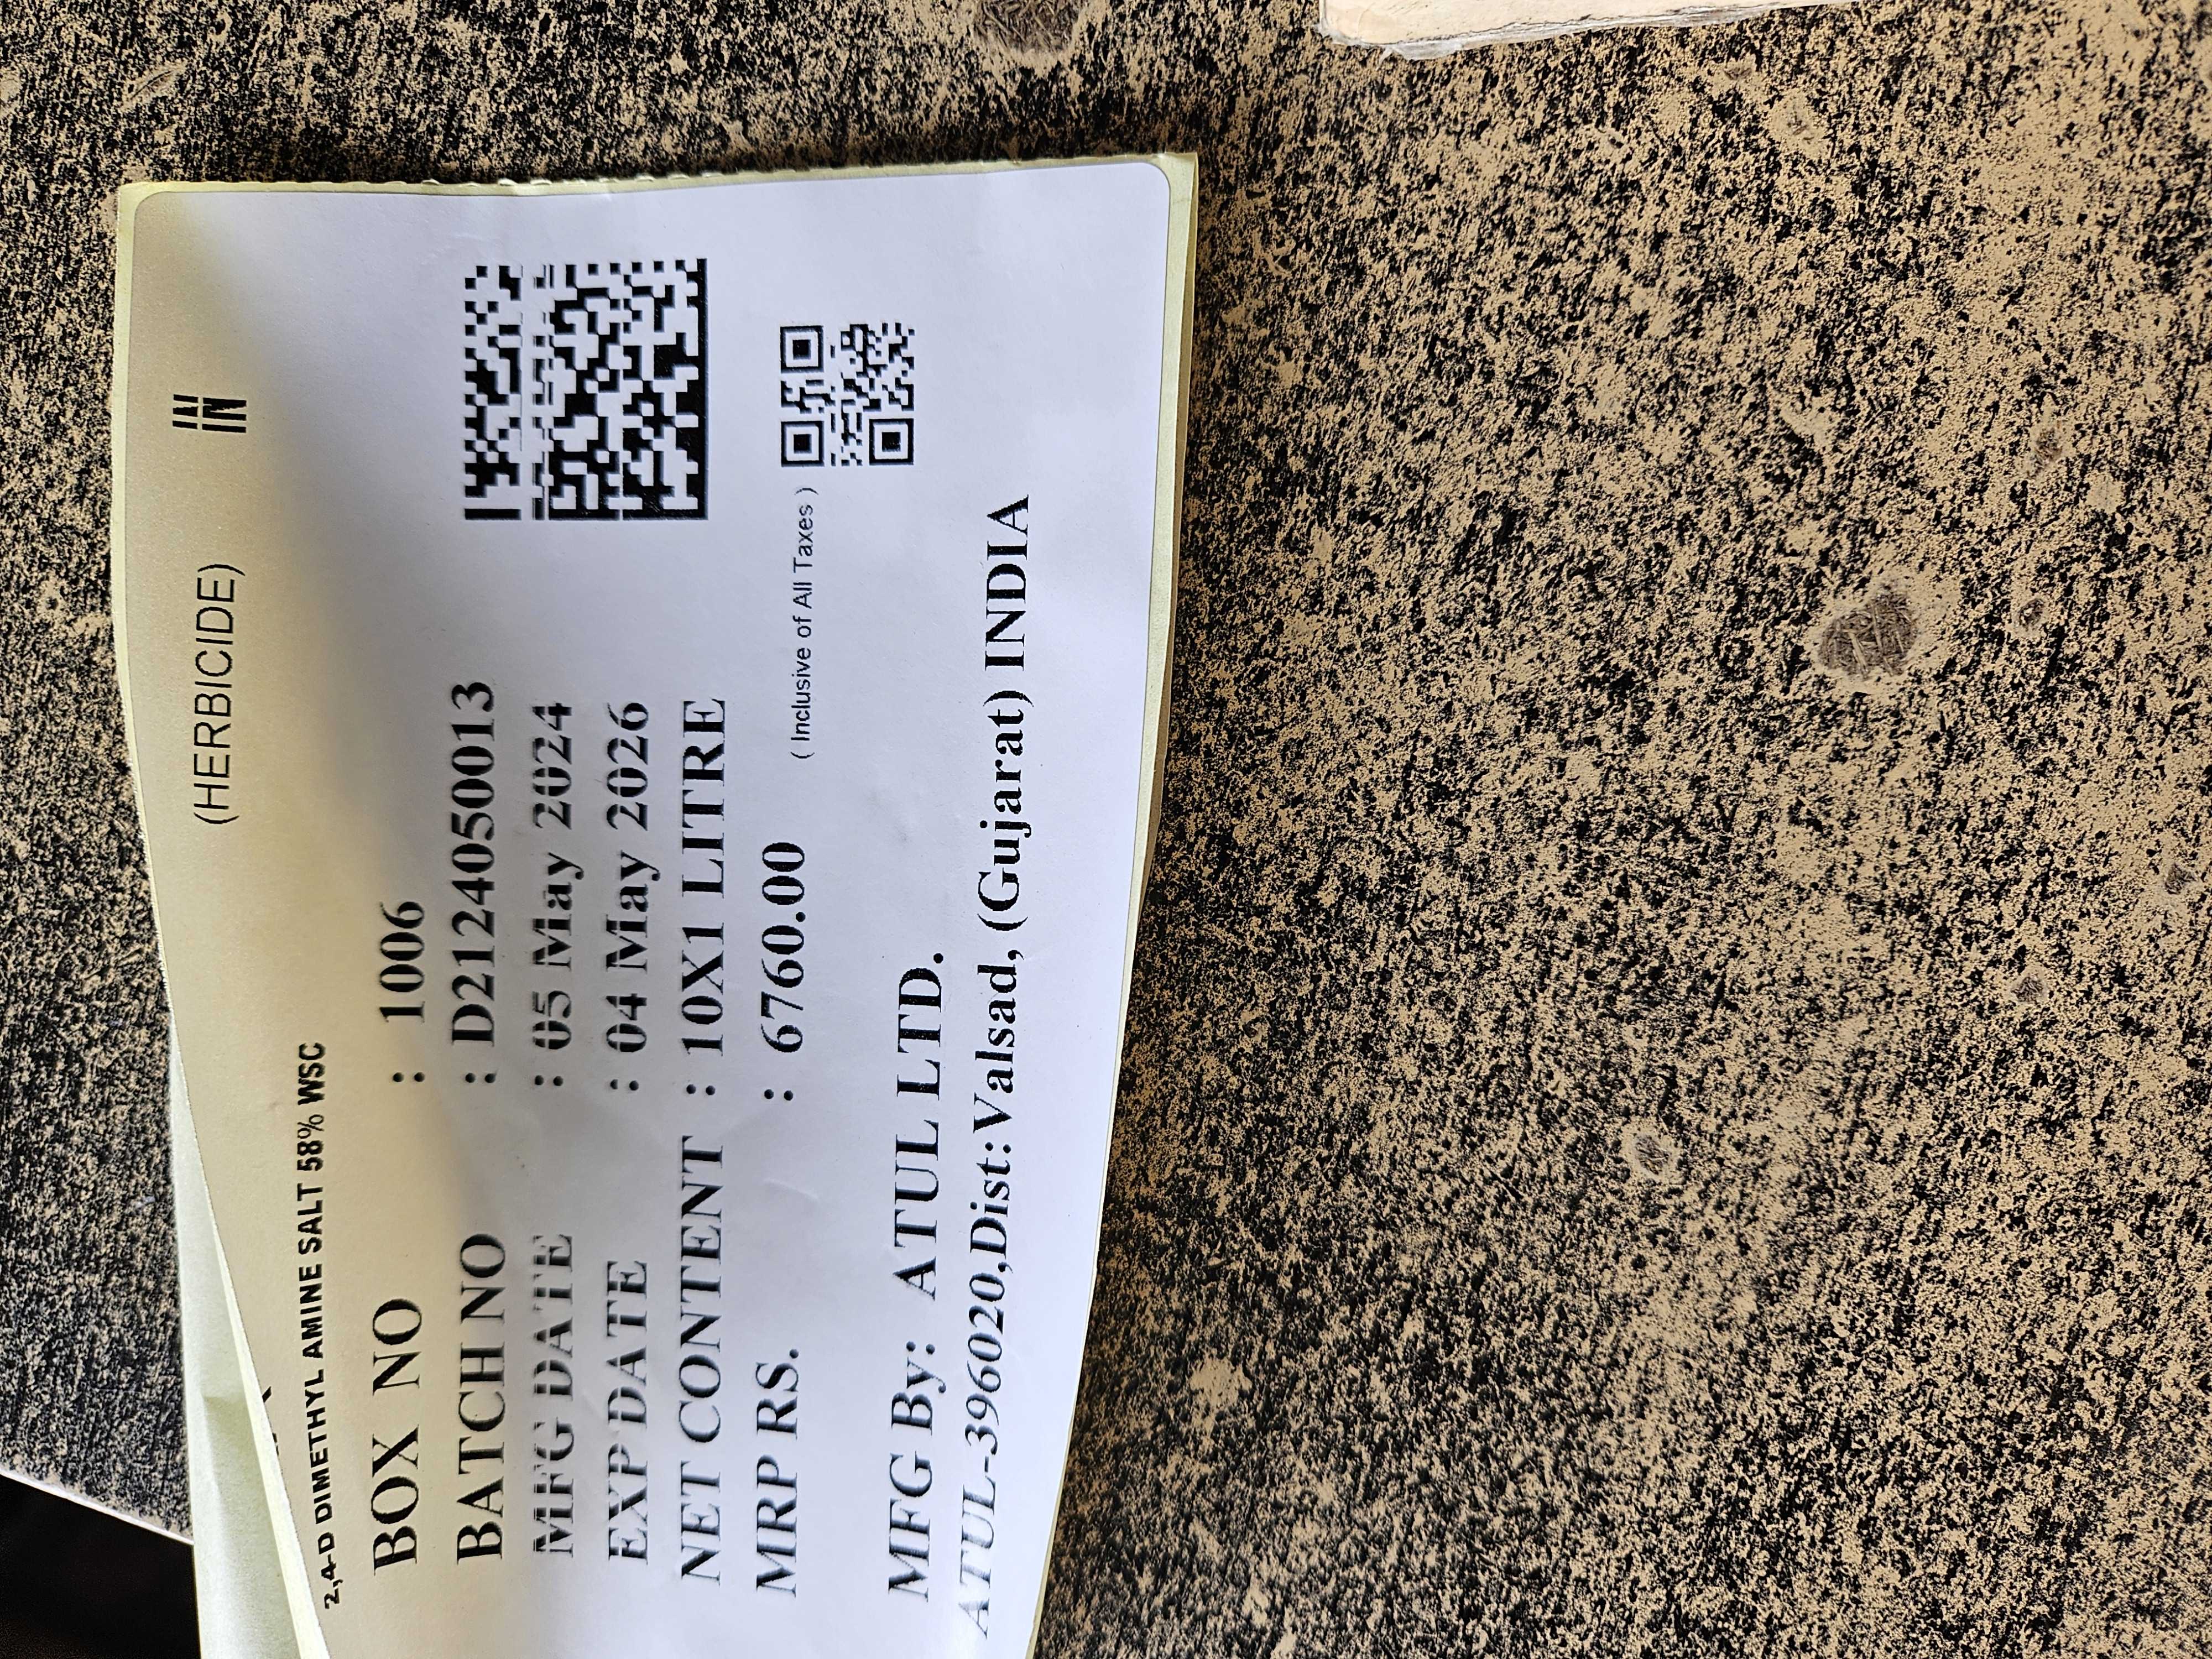 (HERBICIDE)
2,4-D DIMETHYL AMINE SALT 58% WSC
BOX NO : 1006
BATCH NO : D2124050013
MFG DATE : 05 May 2024
EXP DATE : 04 May 2026
NET CONTENT : 10X1 LITRE
MRP RS. : 6760.00 ( Inclusive of All Taxes )
MFG By: ATUL LTD.
ATUL-396020,Dist: Valsad, (Gujarat) INDIA